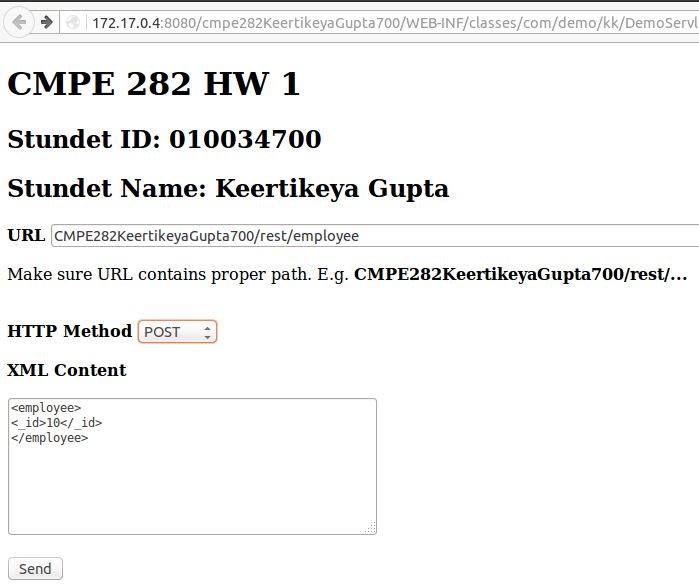 172.17.0.4:8080/cmpe282KeertikeyaGupta700/WEB-INF/classes/com/demo/kk/DemoServl
CMPE 282 HW 1
Stundet ID: 010034700
Stundet Name: Keertikeya Gupta
URL CMPE282KeertikeyaGupta700/rest/employee
Make sure URL contains proper path. E.g. CMPE282KeertikeyaGupta700/rest/...
HTTP Method POST
XML Content
<employee>
<_id>10</_id>
</employee>
Send